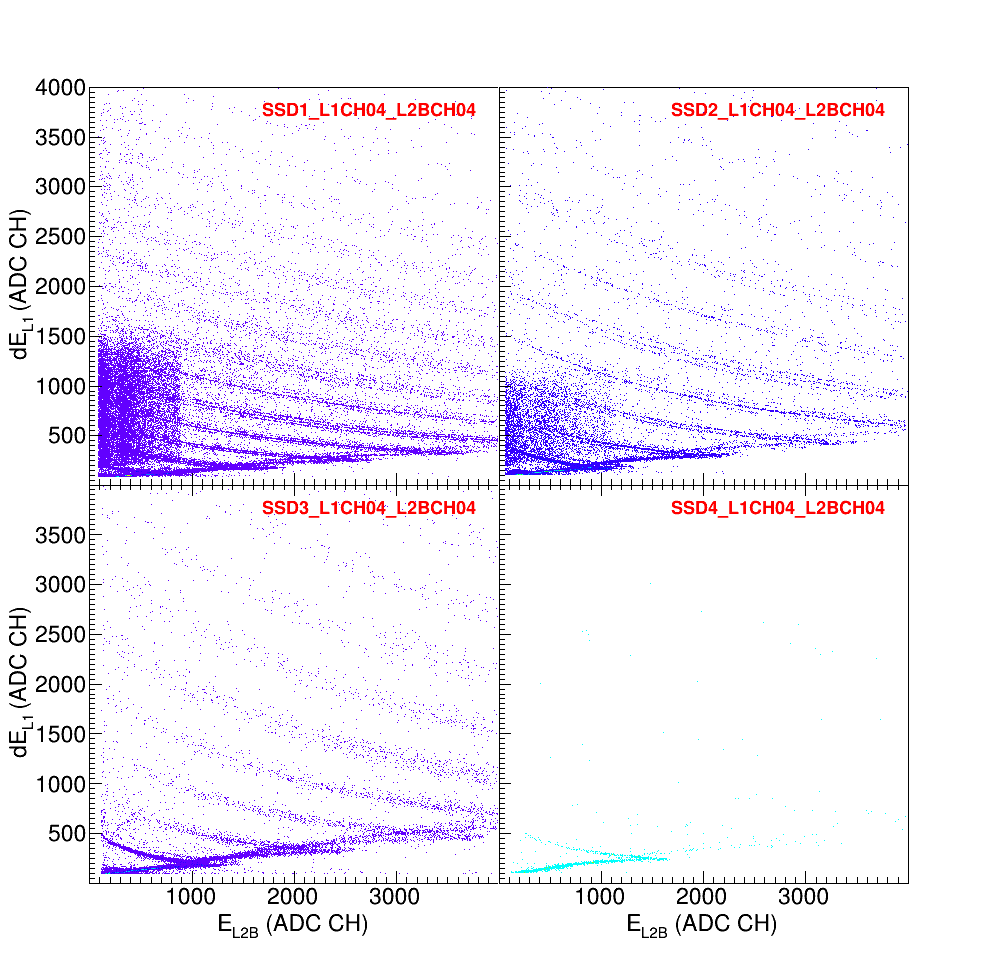 4000
SSD1_L1CH04_L2BCH04
SSD2_L1CH04_L2BCH04
3500
3000
2500
2000
1500
1000
500
dE_L1 (ADC CH)
SSD3_L1CH04_L2BCH04
SSD4_L1CH04_L2BCH04
3500
3000
2500
2000
1500
1000
500
dE_L1 (ADC CH)
1000 2000 3000 1000 2000 3000
E_L2B (ADC CH) E_L2B (ADC CH)